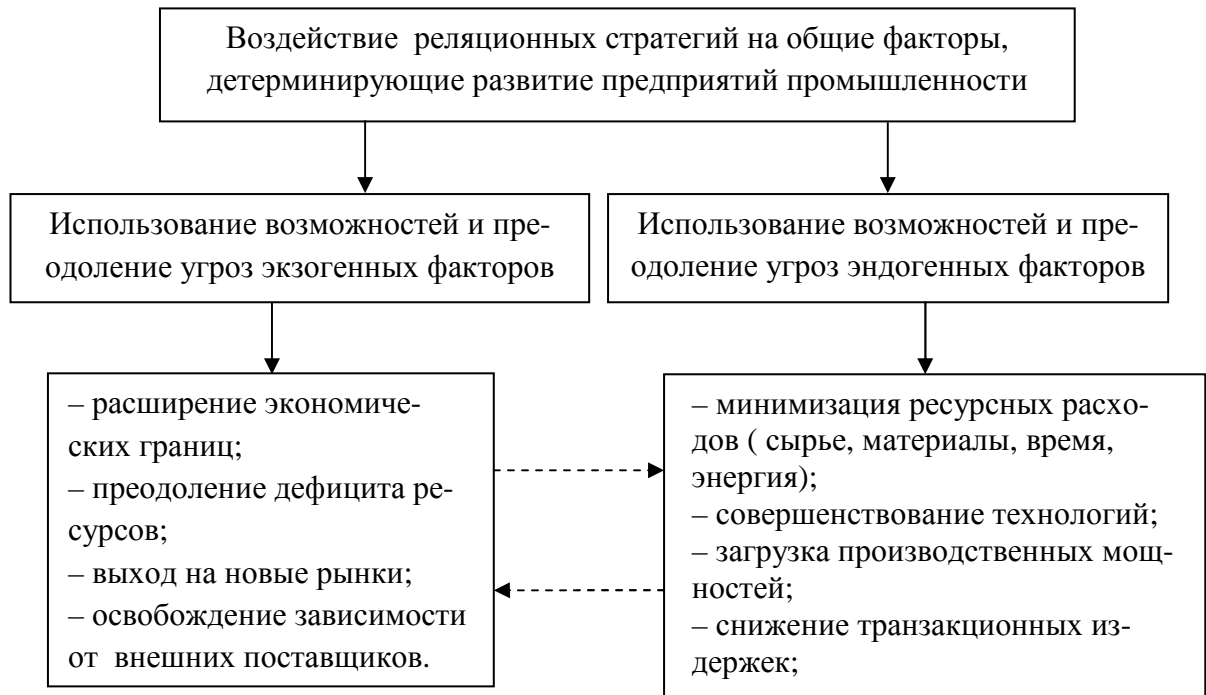 Воздействие реляционных стратегий на общие факторы,
детерминирующие развитие предприятий промышленности
Использование возможностей и пре-
одоление угроз экзогенных факторов
Использование возможностей и пре-
одоление угроз эндогенных факторов
– расширение экономиче-
ских границ;
– преодоление дефицита ре-
сурсов;
– выход на новые рынки;
– освобождение зависимости
от внешних поставщиков.
– минимизация ресурсных расхо-
дов ( сырье, материалы, время,
энергия);
– совершенствование технологий;
– загрузка производственных мощ-
ностей;
– снижение транзакционных из-
держек;